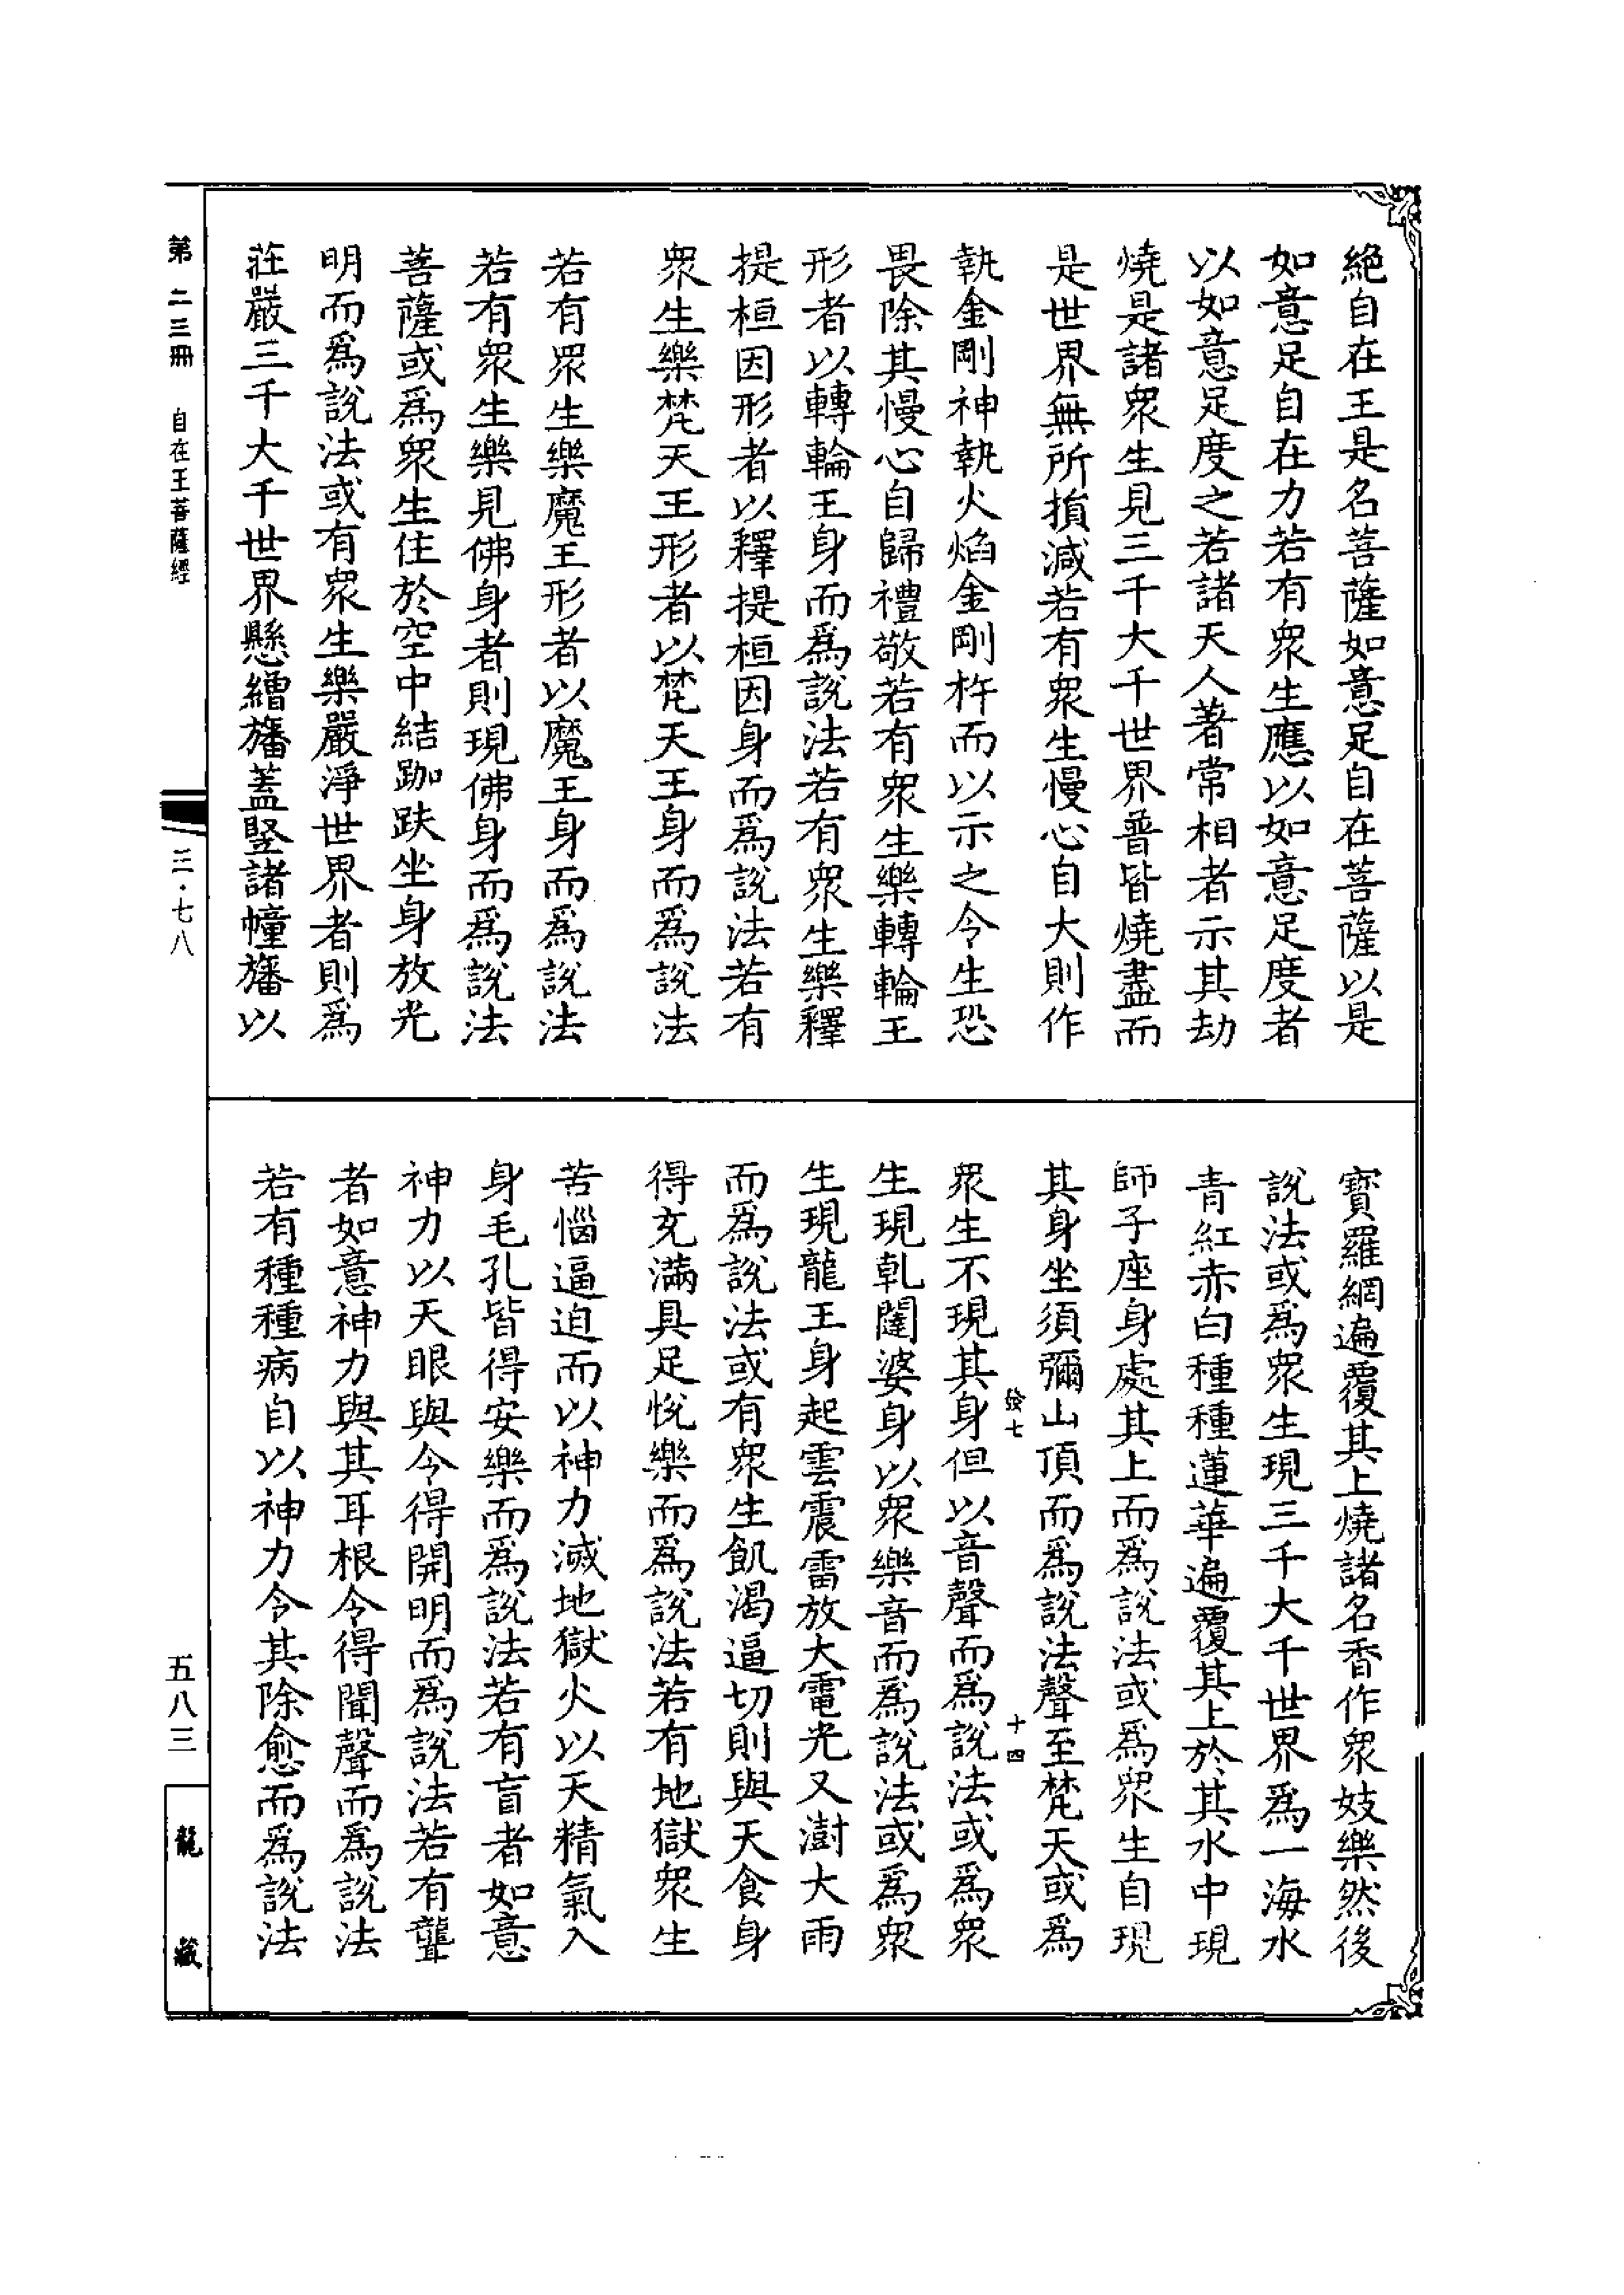 絶自在王是名菩薩如意足自在菩薩以是
如意足自在力若有衆生應以如意足度者
以如意足度之若諸天人著常相者示其劫
燒是諸衆生見三千大千世界普皆燒盡而
是世界無所損減若有衆生慢心自大則作
執金剛神執火焰金剛杵而以示之令生恐
畏除其慢心自歸禮敬若有衆生樂轉輪王
形者以轉輪王身而爲說法若有衆生樂釋
提桓因形者以釋提桓因身而爲說法若有
衆生樂梵天王形者以梵天王身而爲說法
若有衆生樂魔王形者以魔王身而爲說法
若有衆生樂見佛身者則現佛身而爲說法
菩薩或爲衆生住於空中結跏趺坐身放光
明而爲說法或有衆生樂嚴淨世界者則爲
莊嚴三千大千世界懸繒旛蓋竪諸幢旛以
寶羅網遍覆其上燒諸名香作衆妓樂然後
說法或爲衆生現三千大千世界爲一海水
青紅赤白種種蓮華遍覆其上於其水中現
師子座身處其上而爲說法或爲衆生自現
其身坐須彌山頂而爲說法聲至梵天或爲
發七 十四
衆生不現其身但以音聲而爲說法或爲衆
生現乹闥婆身以衆樂音而爲說法或爲衆
生現龍王身起雲震雷放大電光又澍大雨
而爲說法或有衆生飢渴逼切則與天食身
得充滿具足悅樂而爲說法若有地獄衆生
苦惱逼迫而以神力滅地獄火以天精氣入
身毛孔皆得安樂而爲說法若有盲者如意
神力以天眼與令得開明而爲說法若有聾
者如意神力與其耳根令得聞聲而爲說法
若有種種病自以神力令其除愈而爲說法
第二三冊 自在王菩薩經
三·七八
五八三
龍藏